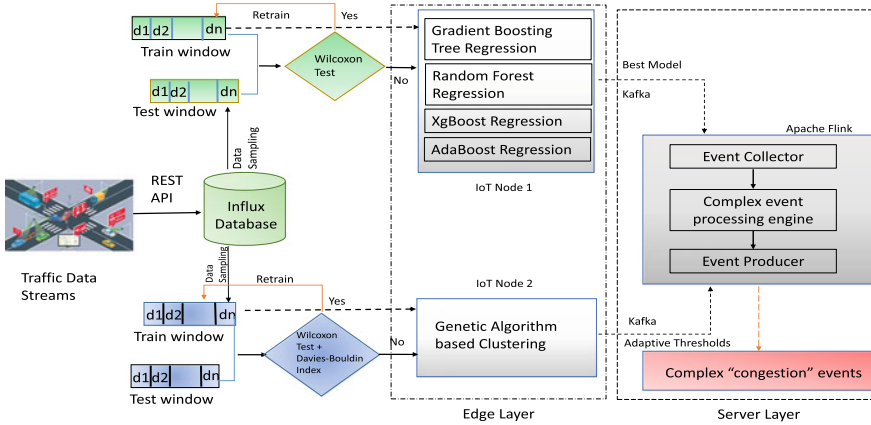 Retrain
Yes
d1 d2 dn
Train window
d1 d2 dn
Test window
Wilcoxon
Test
No
Gradient Boosting
Tree Regression
Random Forest
Regression
XgBoost Regression
AdaBoost Regression
IoT Node 1
Best Model
Kafka
Apache Flink
Event Collector
Complex event
processing engine
Event Producer
Data
Sampling
REST
API
Influx
Database
Traffic Data
Streams
Data
Sampling
Retrain
Yes
d1 d2 dn
Train window
d1 d2 dn
Test window
Wilcoxon
Test +
Davies-Bouldin
Index
No
IoT Node 2
Genetic Algorithm
based Clustering
Kafka
Adaptive Thresholds
Complex “congestion” events
Edge Layer
Server Layer